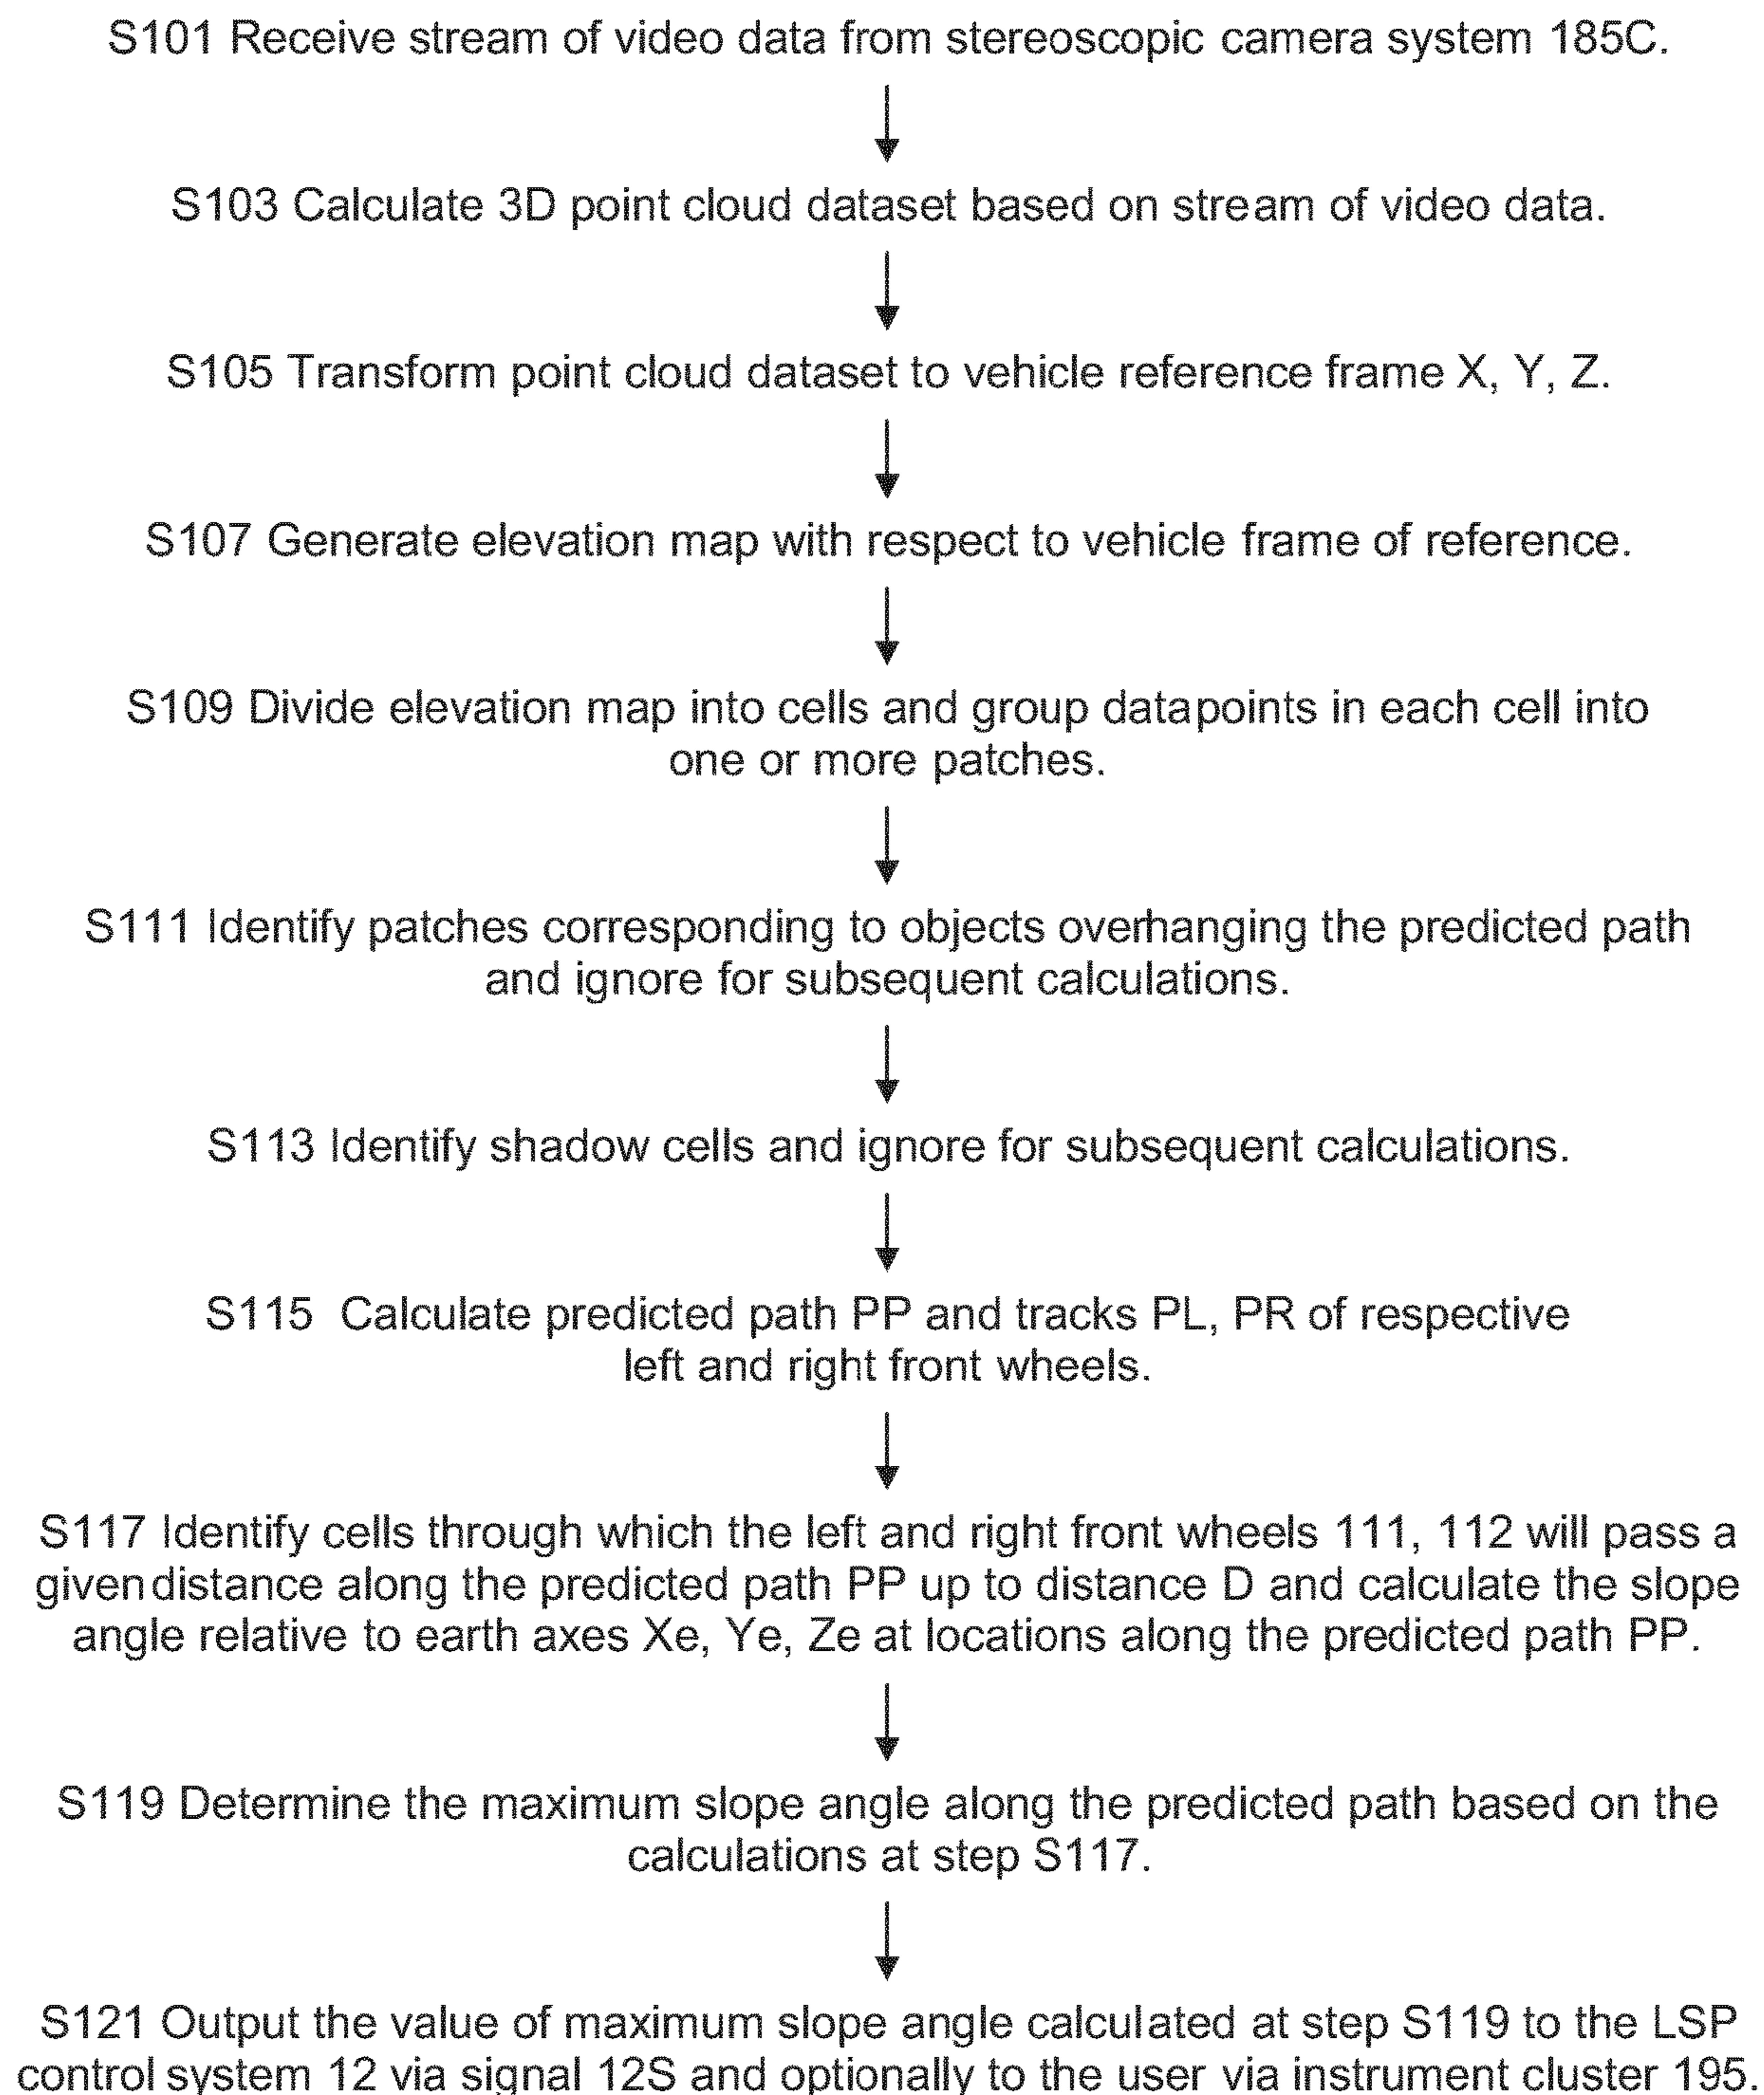 S101 Receive stream of video data from stereoscopic camera system 185C.
S103 Calculate 3D point cloud dataset based on stream of video data.
S105 Transform point cloud dataset to vehicle reference frame X, Y, Z.
S107 Generate elevation map with respect to vehicle frame of reference.
S109 Divide elevation map into cells and group datapoints in each cell into
one or more patches.
S111 Identify patches corresponding to objects overhanging the predicted path
and ignore for subsequent calculations.
S113 Identify shadow cells and ignore for subsequent calculations.
S115 Calculate predicted path PP and tracks PL, PR of respective
left and right front wheels.
S117 Identify cells through which the left and right front wheels 111, 112 will pass a
given distance along the predicted path PP up to distance D and calculate the slope
angle relative to earth axes Xe, Ye, Ze at locations along the predicted path PP.
S119 Determine the maximum slope angle along the predicted path based on the
calculations at step S117.
S121 Output the value of maximum slope angle calculated at step S119 to the LSP
control system 12 via signal 12S and optionally to the user via instrument cluster 195